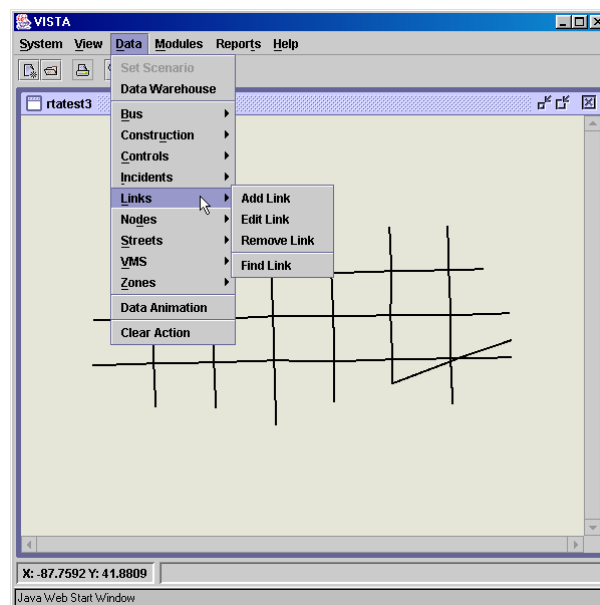 VISTA
System View Data Modules Reports Help
Set Scenario
Data Warehouse
rtatest3
Bus
Construction
Controls
Incidents
Links
Add Link
Nodes
Edit Link
Streets
Remove Link
VMS
Find Link
Zones
Data Animation
Clear Action
X: -87.7592 Y: 41.8809
Java Web Start Window